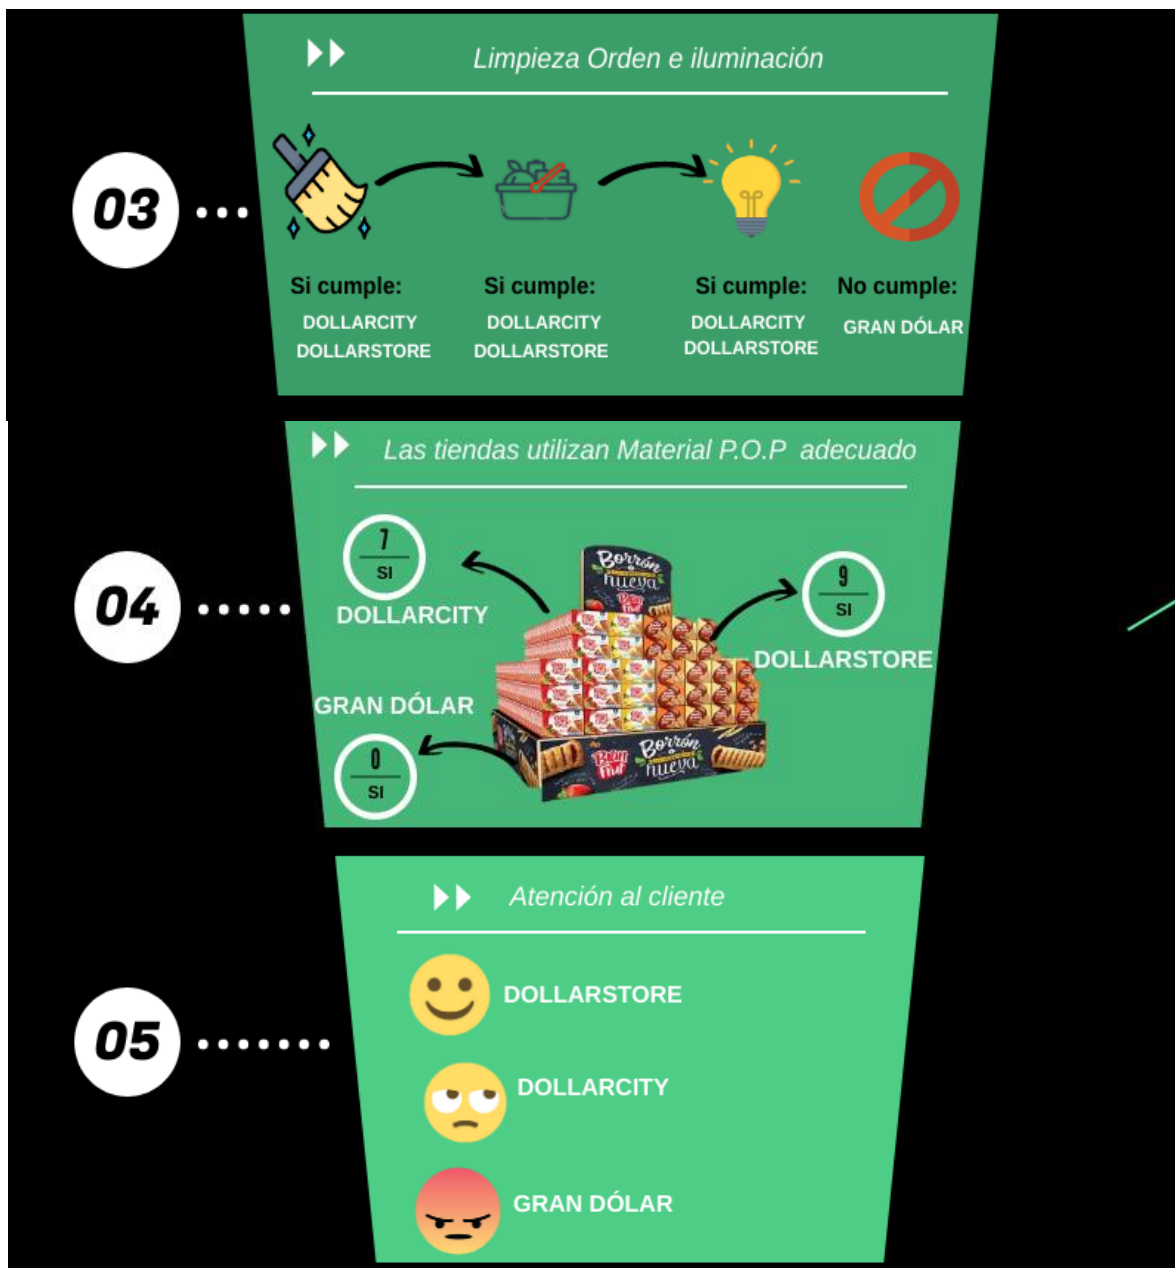 Limpieza Orden e iluminación
03
Si cumple:
DOLLARCITY
DOLLARSTORE
Si cumple:
DOLLARCITY
DOLLARSTORE
Si cumple:
DOLLARCITY
DOLLARSTORE
No cumple:
GRAN DÓLAR
Las tiendas utilizan Material P.O.P adecuado
04
7
SI
DOLLARCITY
9
SI
DOLLARSTORE
GRAN DÓLAR
0
SI
Borrón
nueva
Borrón
nueva
Atención al cliente
05
DOLLARSTORE
DOLLARCITY
GRAN DÓLAR